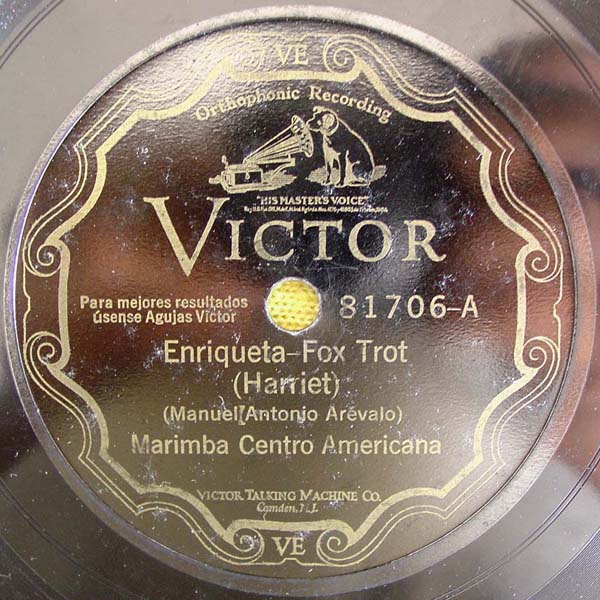 VE
Orthophonic Recording
"HIS MASTER'S VOICE"
VICTOR
Para mejores resultados
úsense Agujas Victor
81706-A
Enriqueta-Fox Trot
(Harriet)
(Manuel Antonio Arévalo)
Marimba Centro Americana
VICTOR TALKING MACHINE CO.
Camden, N.J.
VE